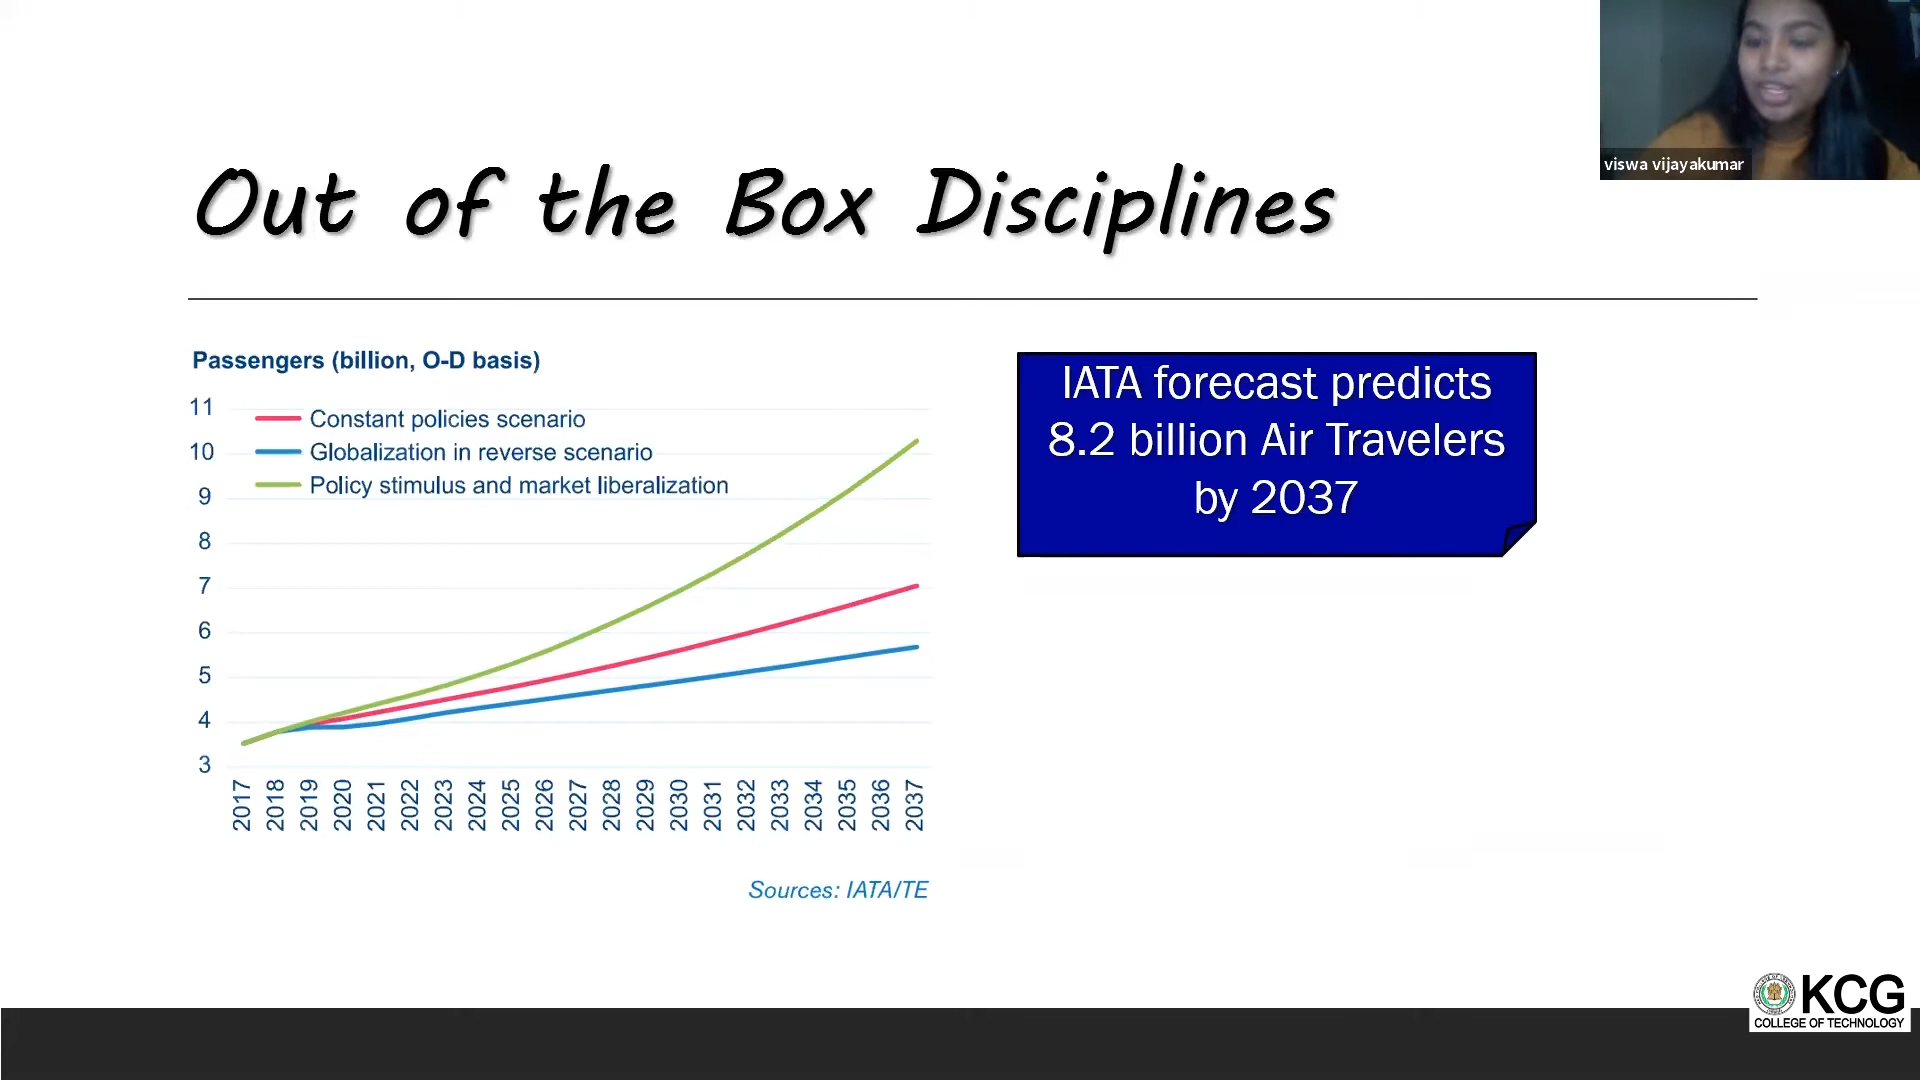 viswa vijayakumar
Out of the Box Disciplines
Passengers (billion, O-D basis)
11
10
9
8
7
6
5
4
3
Constant policies scenario
Globalization in reverse scenario
Policy stimulus and market liberalization
2017
2018
2019
2020
2021
2022
2023
2024
2025
2026
2027
2028
2029
2030
2031
2032
2033
2034
2035
2036
2037
Sources: IATA/TE
IATA forecast predicts
8.2 billion Air Travelers
by 2037
KCG
COLLEGE OF TECHNOLOGY